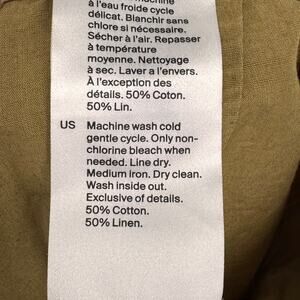 à l'eau froide cycle
délicat. Blanchir sans
chlore si nécessaire.
Sécher à l'air. Repasser
à température
moyenne. Nettoyage
à sec. Laver a l'envers.
À l'exception des
détails. 50% Coton.
50% Lin.
US Machine wash cold
gentle cycle. Only non-
chlorine bleach when
needed. Line dry.
Medium iron. Dry clean.
Wash inside out.
Exclusive of details.
50% Cotton.
50% Linen.